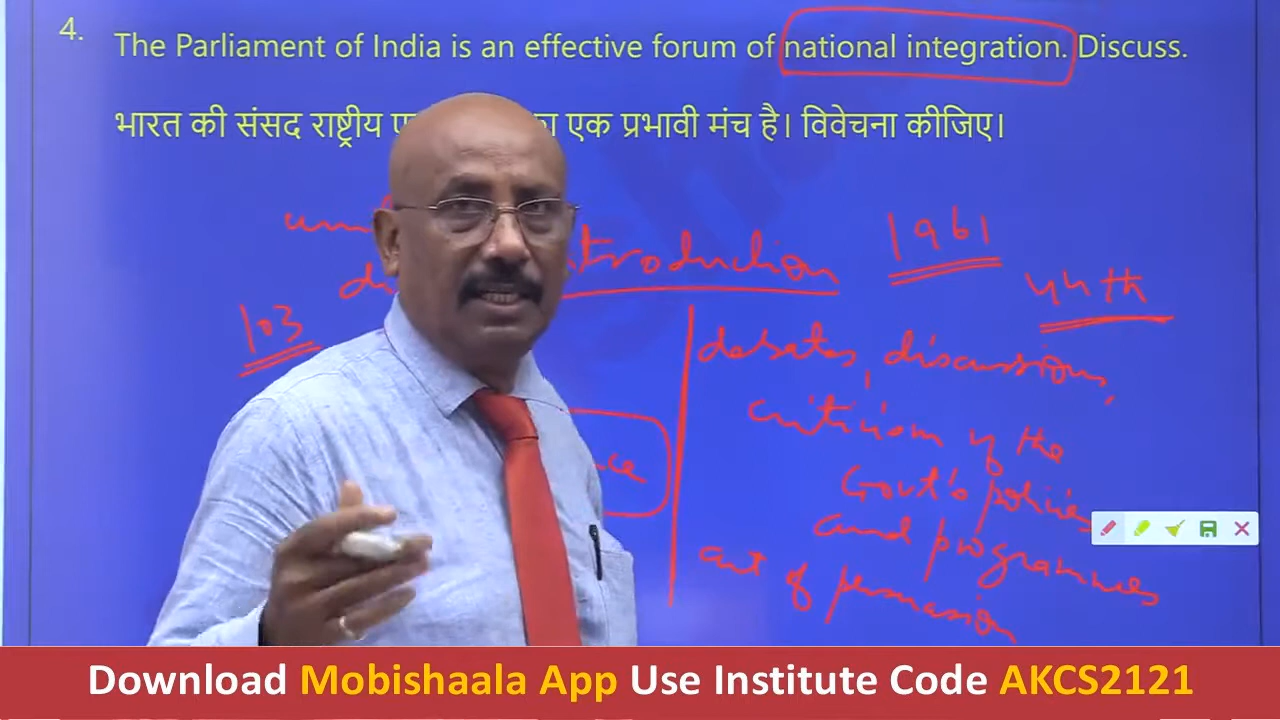 4. The Parliament of India is an effective forum of national integration. Discuss.
भारत की संसद राष्ट्रीय का एक प्रभावी मंच है। विवेचना कीजिए।
1961
44th
103
debates, discussions,
criticism of the
Govt's policies
and programmes
art of persuasion
Download Mobishaala App Use Institute Code AKCS2121